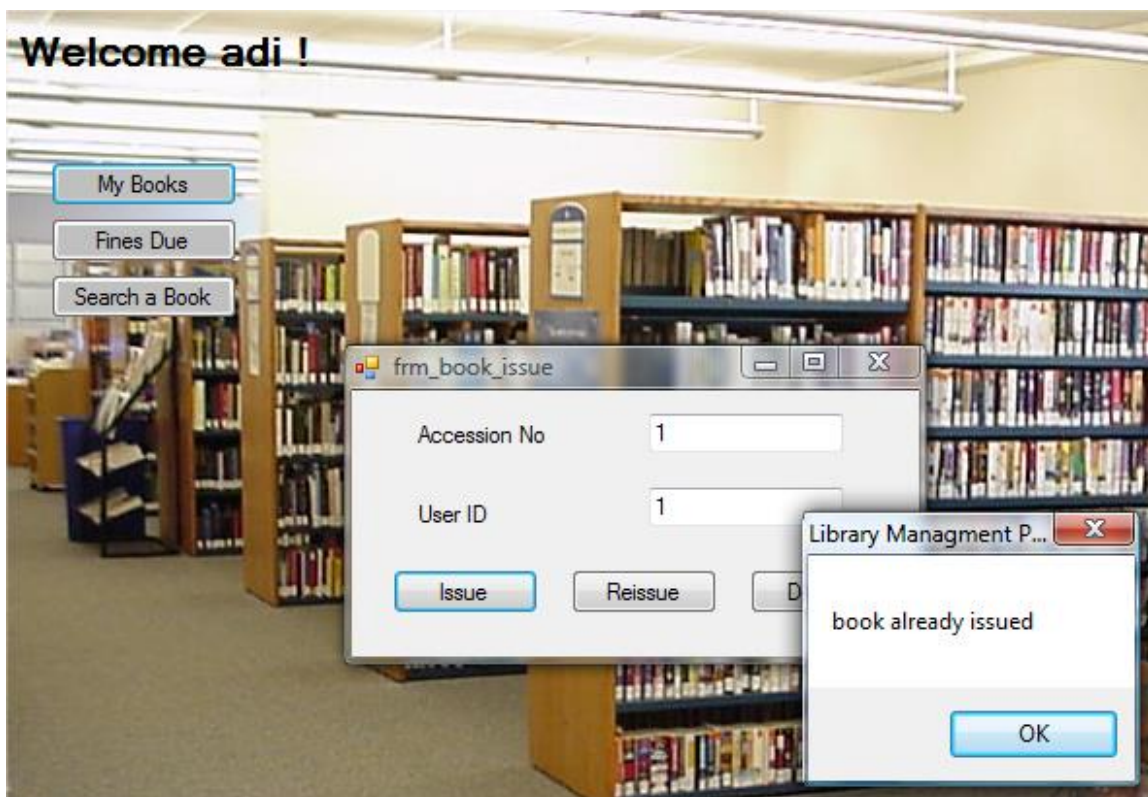 Welcome adi !
My Books
Fines Due
Search a Book
frm_book_issue
Accession No
1
User ID
1
Issue
Reissue
D
Library Managment P...
book already issued
OK